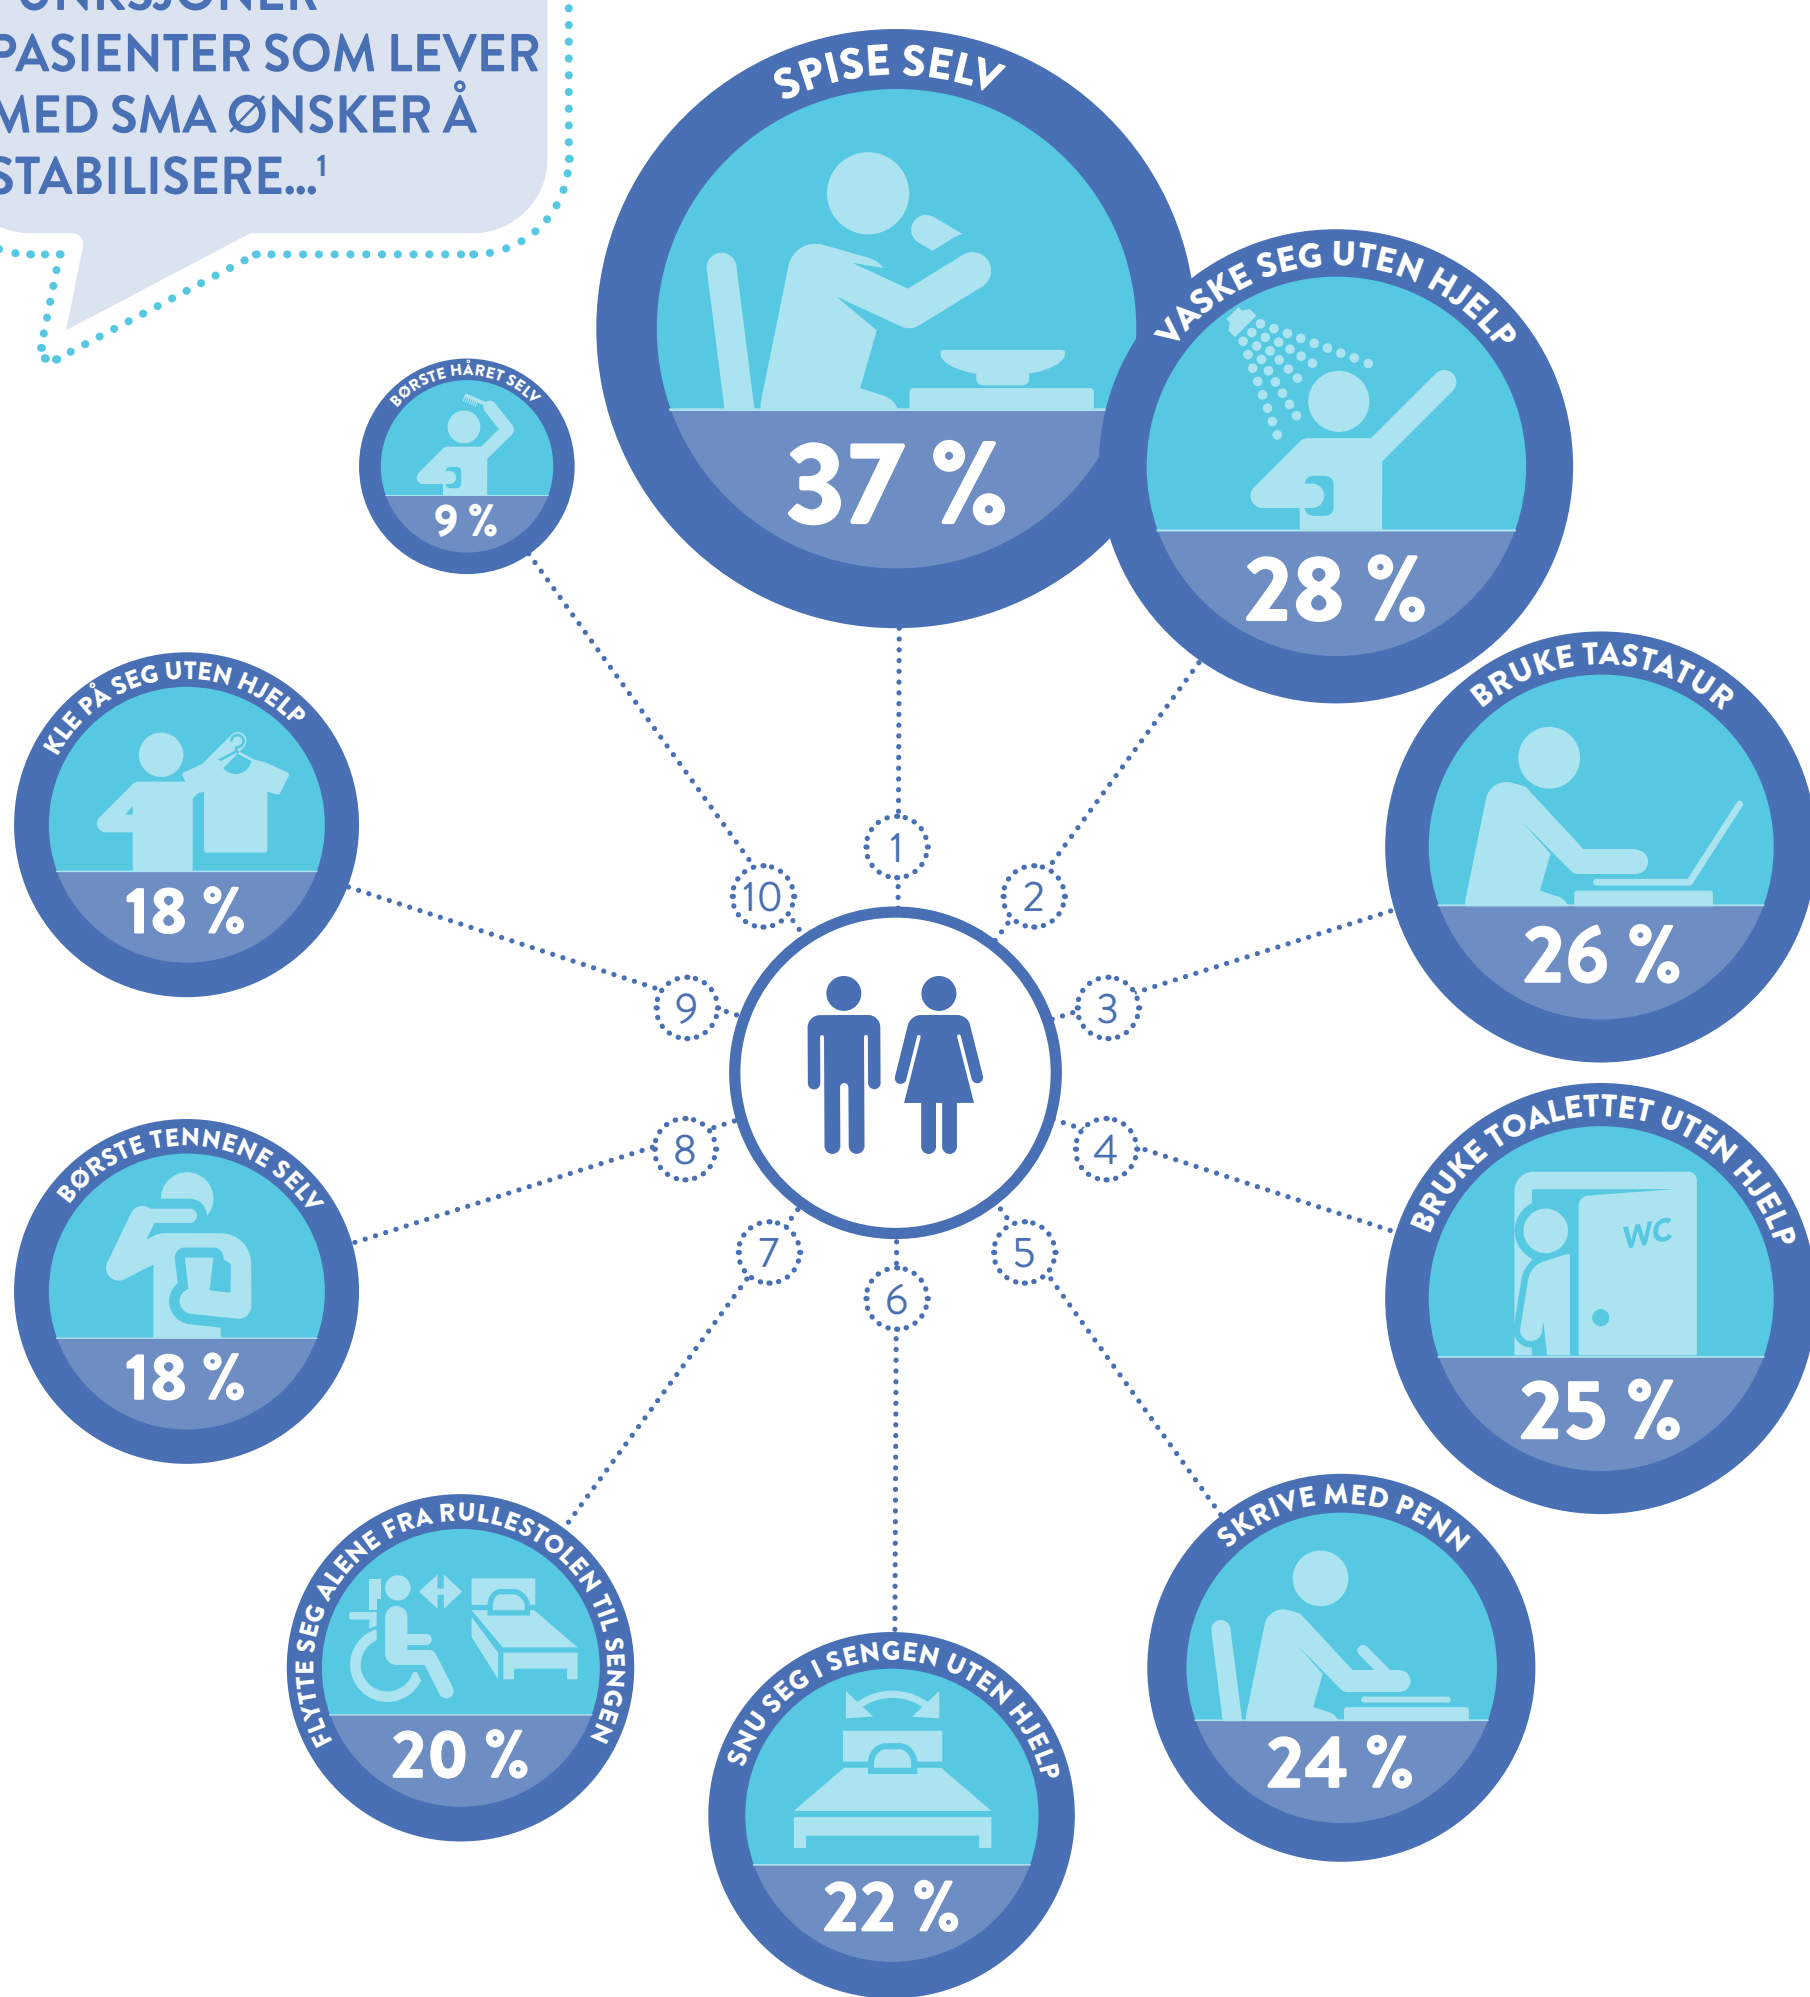 PASIENTER SOM LEVER
MED SMA ØNSKER Å
STABILISERE...¹
SPISE SELV
37 %
1
VASKE SEG UTEN HJELP
28 %
2
BRUKE TASTATUR
26 %
3
BRUKE TOALETTET UTEN HJELP
WC
25 %
4
SKRIVE MED PENN
24 %
5
SNU SEG I SENGEN UTEN HJELP
22 %
6
FLYTTE SEG ALENE FRA RULLESTOLEN TIL SENGEN
20 %
7
BØRSTE TENNENE SELV
18 %
8
KLE PÅ SEG UTEN HJELP
18 %
9
BØRSTE HÅRET SELV
9 %
10